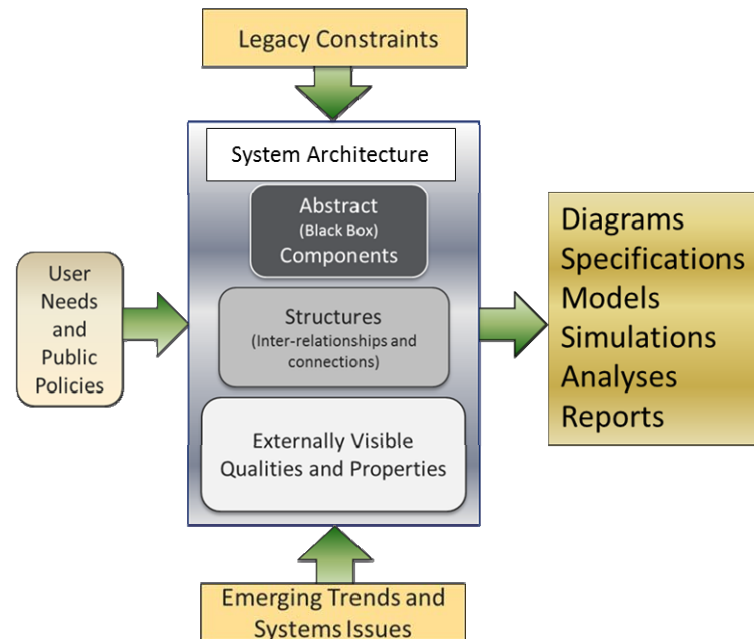 Legacy Constraints
System Architecture
Abstract
(Black Box)
Components
User
Needs
and
Public
Policies
Structures
(Inter-relationships and
connections)
Externally Visible
Qualities and Properties
Diagrams
Specifications
Models
Simulations
Analyses
Reports
Emerging Trends and
Systems Issues